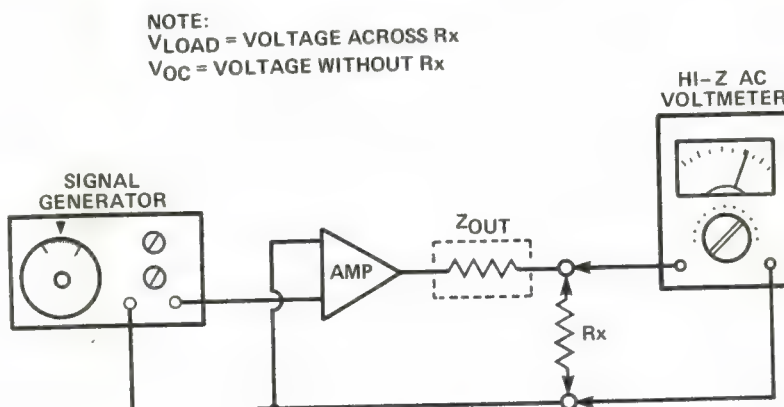 NOTE:
VLOAD = VOLTAGE ACROSS Rx
VOC = VOLTAGE WITHOUT Rx
HI-Z AC
VOLTMETER
SIGNAL
GENERATOR
ZOUT
AMP
Rx